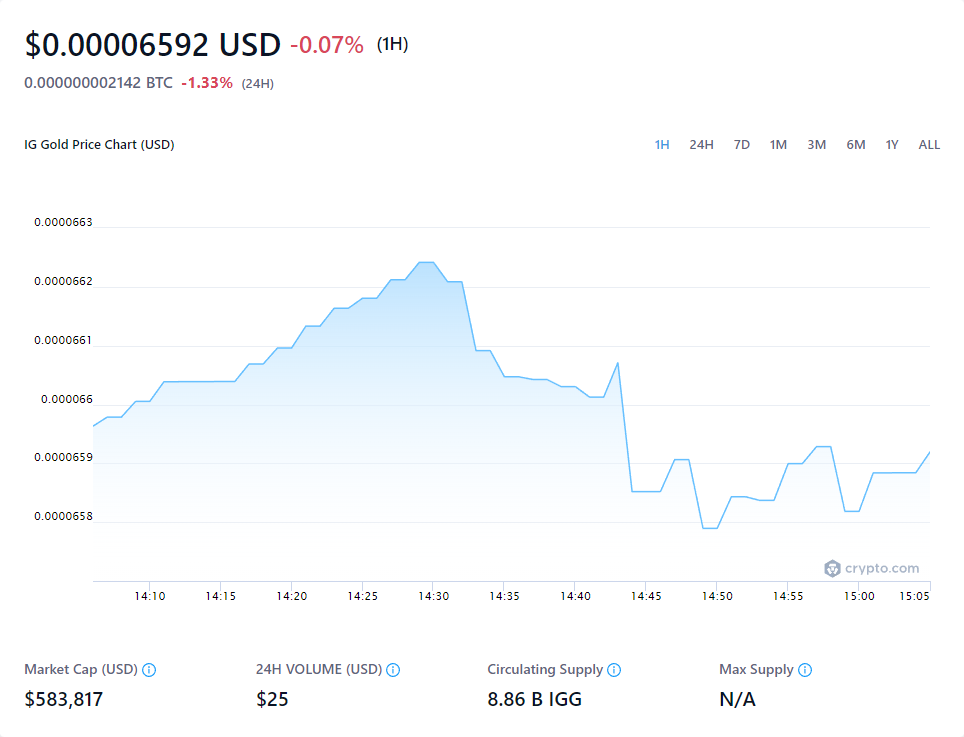 $0.00006592 USD -0.07% (1H)
0.000000002142 BTC -1.33% (24H)
IG Gold Price Chart (USD) 1H 24H 7D 1M 3M 6M 1Y ALL
0.0000663
0.0000662
0.0000661
0.000066
0.0000659
0.0000658
crypto.com
14:10 14:15 14:20 14:25 14:30 14:35 14:40 14:45 14:50 14:55 15:00 15:05
Market Cap (USD) 24H VOLUME (USD) Circulating Supply Max Supply
$583,817 $25 8.86 B IGG N/A